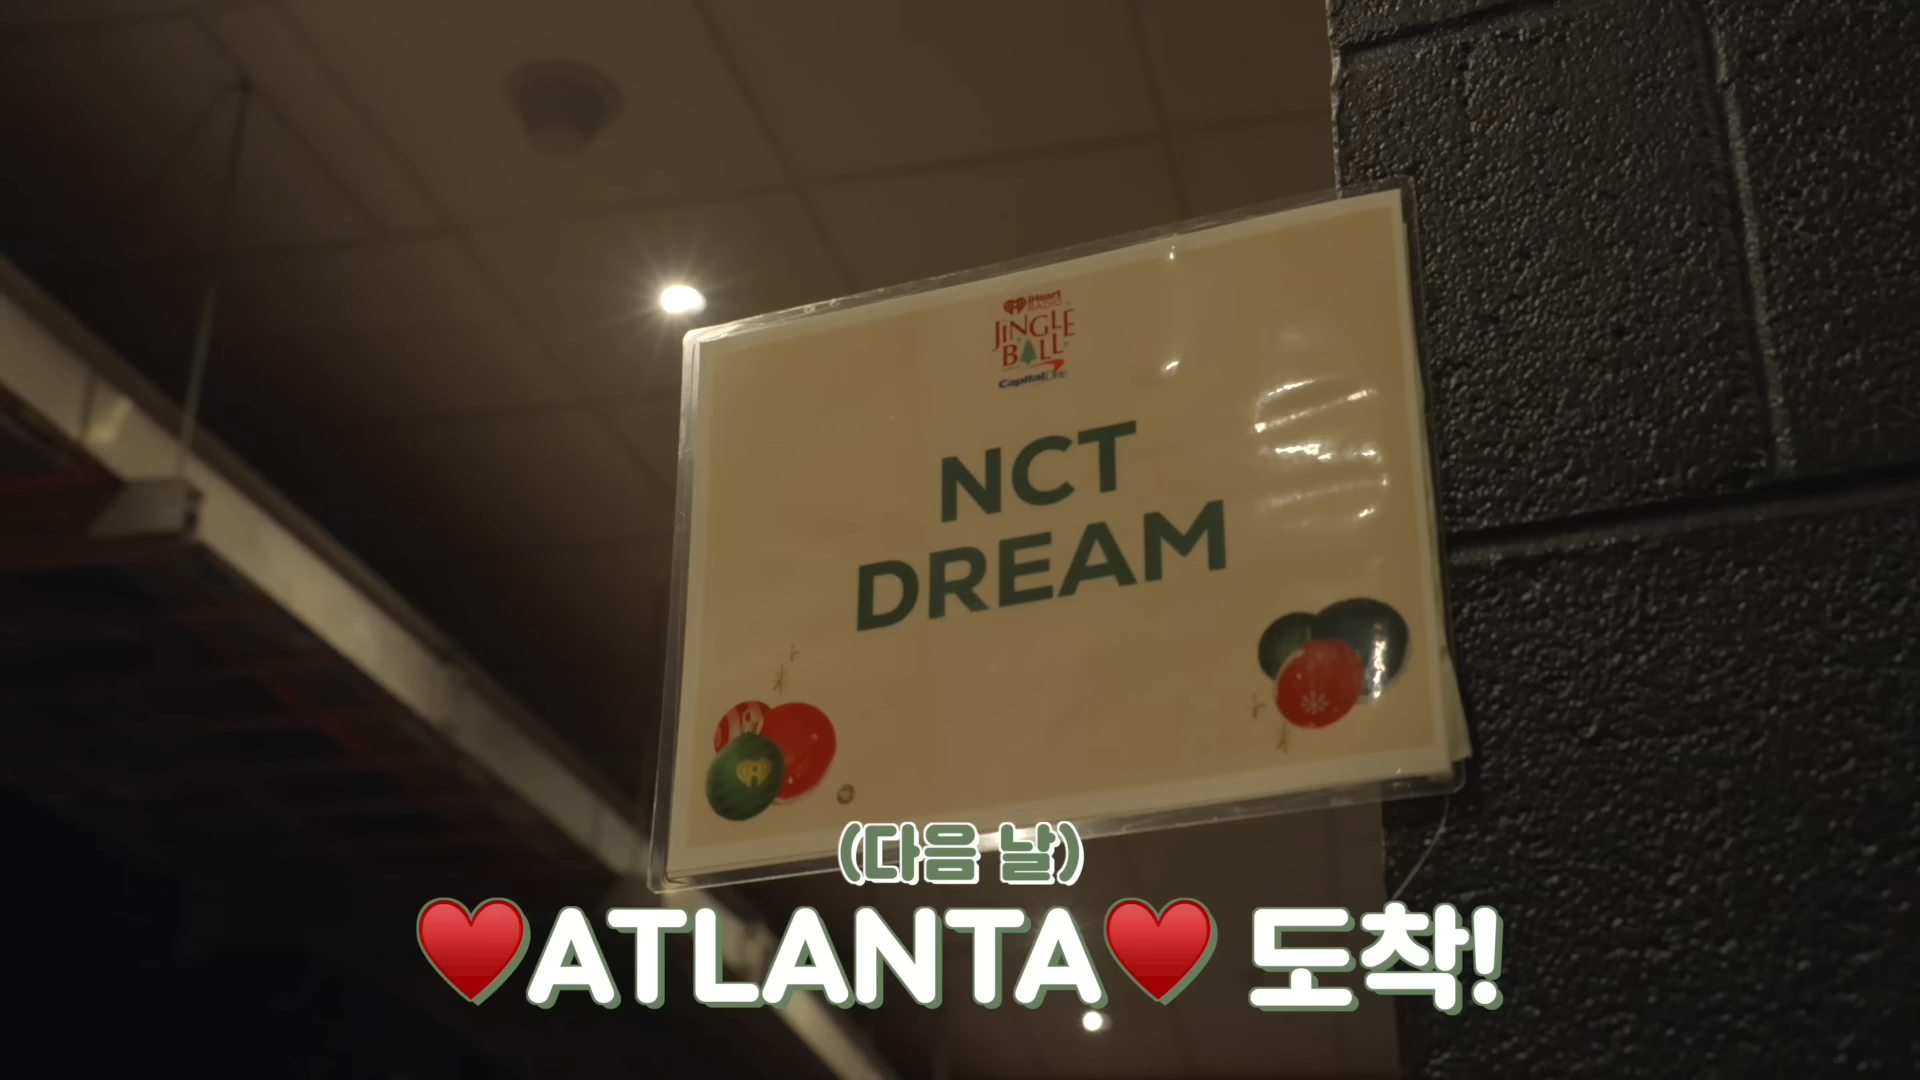 iHeart
RADIO
JINGLE
BALL
Capital One
NCT
DREAM
(다음 날)
♥ATLANTA♥ 도착!